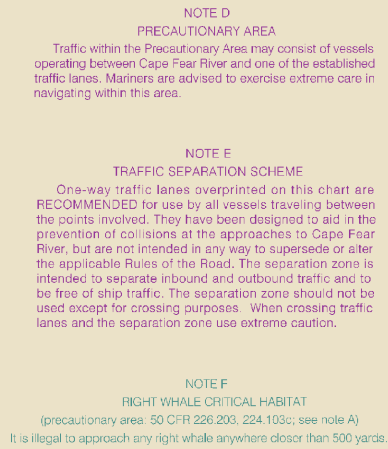 NOTE D
PRECAUTIONARY AREA
Traffic within the Precautionary Area may consist of vessels
operating between Cape Fear River and one of the established
traffic lanes. Mariners are advised to exercise extreme care in
navigating within this area.
NOTE E
TRAFFIC SEPARATION SCHEME
One-way traffic lanes overprinted on this chart are
RECOMMENDED for use by all vessels traveling between
the points involved. They have been designed to aid in the
prevention of collisions at the approaches to Cape Fear
River, but are not intended in any way to supersede or alter
the applicable Rules of the Road. The separation zone is
intended to separate inbound and outbound traffic and to
be free of ship traffic. The separation zone should not be
used except for crossing purposes. When crossing traffic
lanes and the separation zone use extreme caution.
NOTE F
RIGHT WHALE CRITICAL HABITAT
(precautionary area: 50 CFR 226.203, 224.103c; see note A)
It is illegal to approach any right whale anywhere closer than 500 yards.